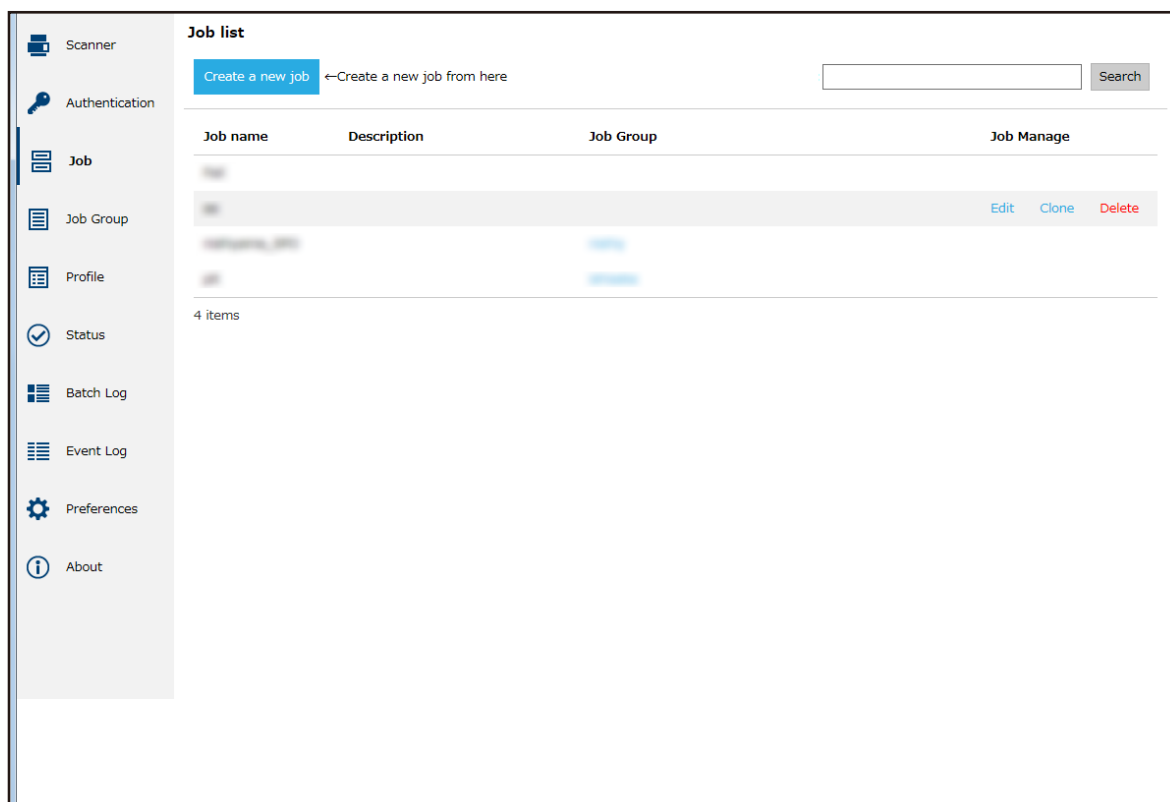 Scanner
Authentication
Job
Job Group
Profile
Status
Batch Log
Event Log
Preferences
About
Job list
Create a new job ←Create a new job from here Search
Job name Description Job Group Job Manage
Edit Clone Delete
4 items